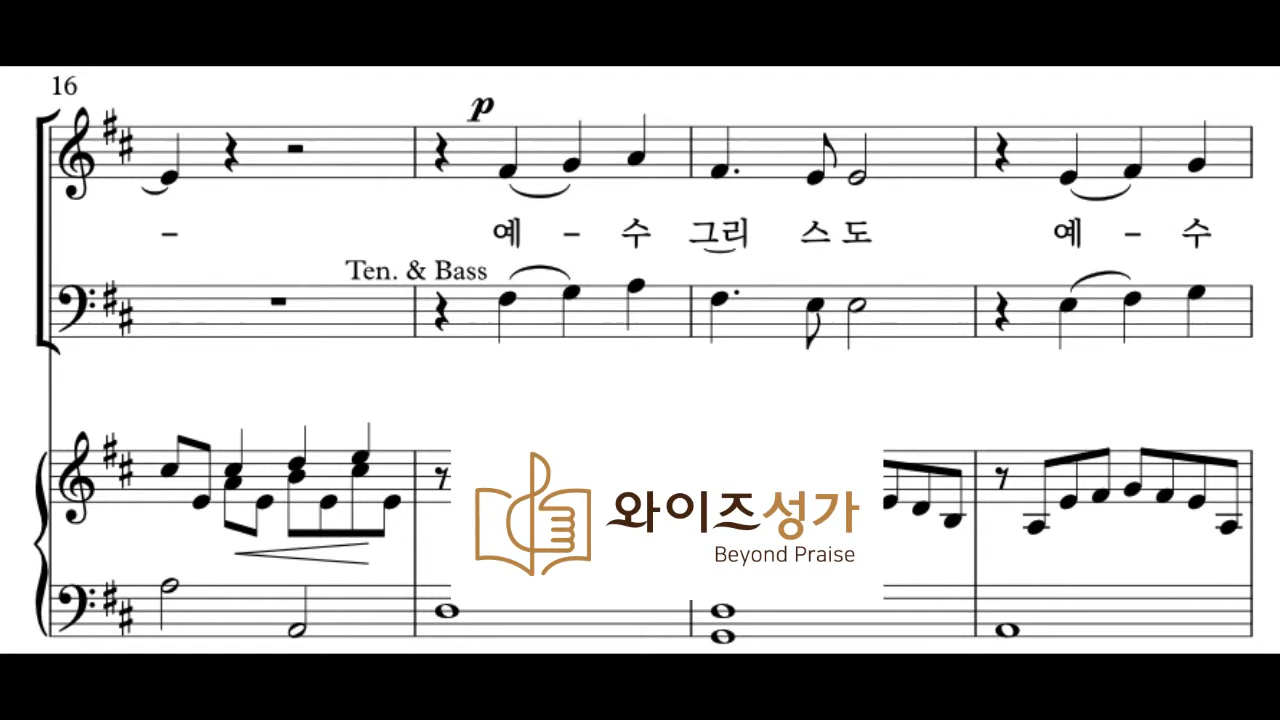 16
p
- 예 - 수 그리 스 도 예 - 수
Ten. & Bass
와이즈성가
Beyond Praise